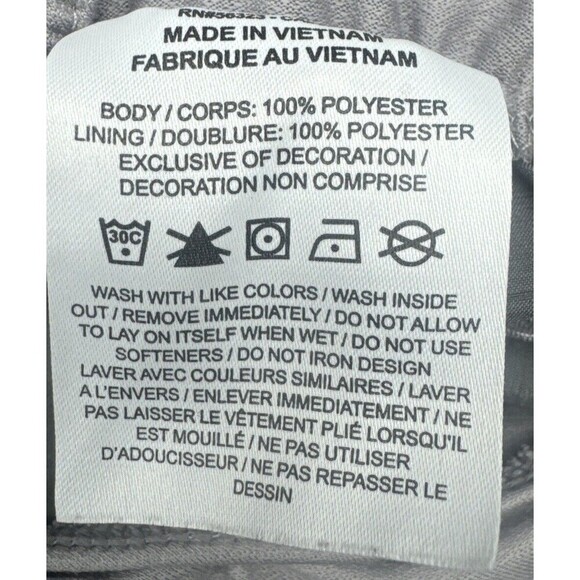 MADE IN VIETNAM
FABRIQUE AU VIETNAM
BODY / CORPS: 100% POLYESTER
LINING / DOUBLURE: 100% POLYESTER
EXCLUSIVE OF DECORATION /
DECORATION NON COMPRISE
30C
WASH WITH LIKE COLORS / WASH INSIDE
OUT / REMOVE IMMEDIATELY / DO NOT ALLOW
TO LAY ON ITSELF WHEN WET / DO NOT USE
SOFTENERS / DO NOT IRON DESIGN
LAVER AVEC COULEURS SIMILAIRES / LAVER
A L'ENVERS / ENLEVER IMMEDIATEMENT / NE
PAS LAISSER LE VÊTEMENT PLIÉ LORSQU'IL
EST MOUILLÉ / NE PAS UTILISER
D'ADOUCISSEUR / NE PAS REPASSER LE
DESSIN